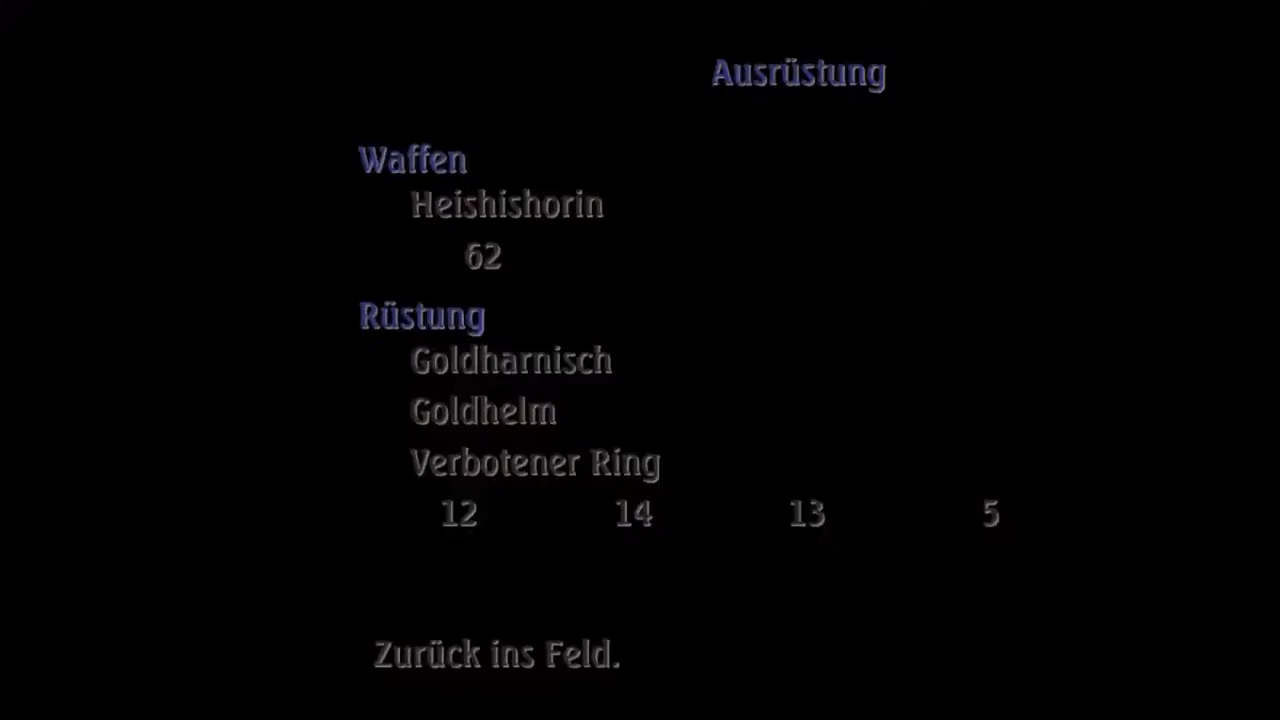 Ausrüstung
Waffen
Heishishorin
62
Rüstung
Goldharnisch
Goldhelm
Verbotener Ring
12 14 13 5
Zurück ins Feld.